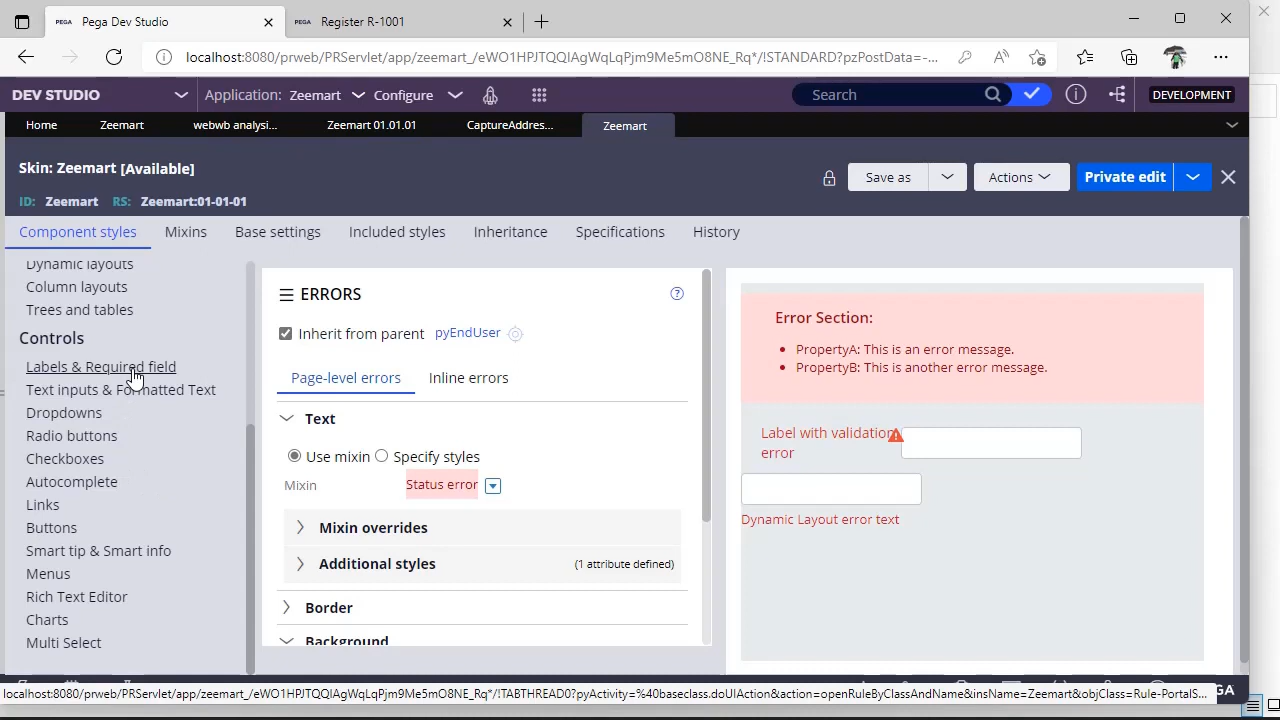 PEGA Pega Dev Studio
PEGA Register R-1001
localhost:8080/prweb/PRServlet/app/zeemart_/eWO1HPJTQQIAgWqLqPjm9Me5mO8NE_Rq*/!STANDARD?pzPostData=-...
DEV STUDIO
Application: Zeemart
Configure
Search
DEVELOPMENT
Home
Zeemart
webwb analysi...
Zeemart 01.01.01
CaptureAddres...
Zeemart
Skin: Zeemart [Available]
ID: Zeemart RS: Zeemart:01-01-01
Save as
Actions
Private edit
Component styles
Mixins
Base settings
Included styles
Inheritance
Specifications
History
Dynamic layouts
Column layouts
Trees and tables
Controls
Labels & Required field
Text inputs & Formatted Text
Dropdowns
Radio buttons
Checkboxes
Autocomplete
Links
Buttons
Smart tip & Smart info
Menus
Rich Text Editor
Charts
Multi Select
ERRORS
Inherit from parent pyEndUser
Page-level errors
Inline errors
Text
Use mixin
Specify styles
Mixin
Status error
Mixin overrides
Additional styles
(1 attribute defined)
Border
Background
Error Section:
• PropertyA: This is an error message.
• PropertyB: This is another error message.
Label with validation
error
Dynamic Layout error text
localhost:8080/prweb/PRServlet/app/zeemart_/eWO1HPJTQQIAgWqLqPjm9Me5mO8NE_Rq*/!TABTHREAD0?pyActivity=%40baseclass.doUIAction&action=openRuleByClassAndName&insName=Zeemart&objClass=Rule-PortalS...